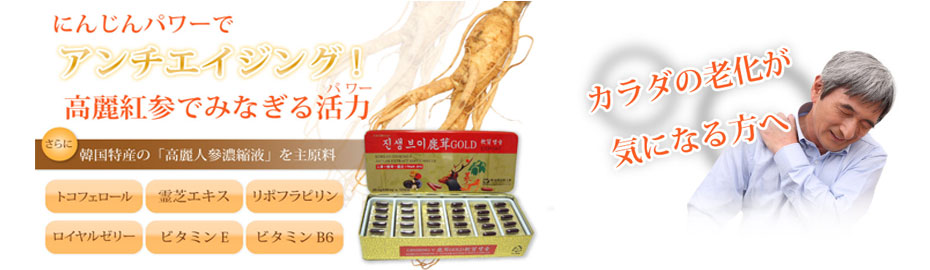 にんじんパワーで
アンチエイジング！
高麗紅参でみなぎる活力
パワー
さらに
韓国特産の「高麗人参濃縮液」を主原料
トコフェロール
霊芝エキス
リボフラビリン
ロイヤルゼリー
ビタミン E
ビタミン B6
진생브이鹿茸GOLD
カラダの老化が
気になる方へ